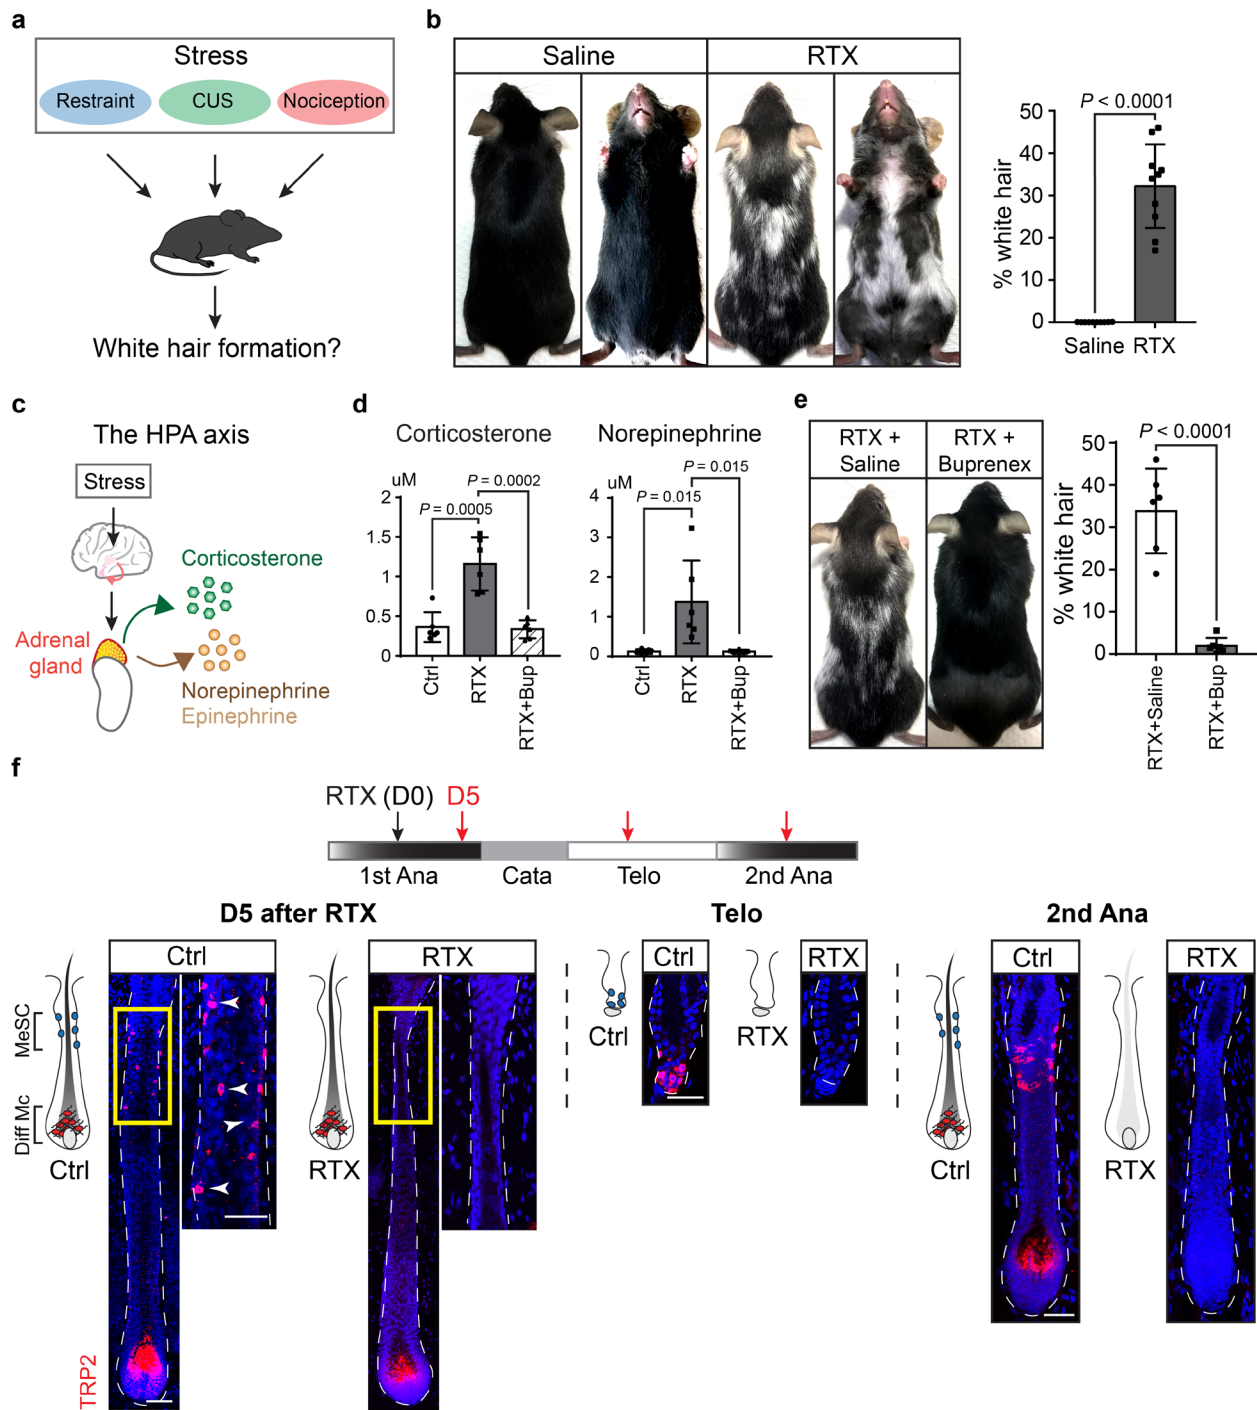 a
Stress
Restraint
CUS
Nociception
White hair formation?
b
Saline
RTX
P < 0.0001
% white hair
50
40
30
20
10
0
Saline RTX
c
The HPA axis
Stress
Corticosterone
Adrenal
gland
Norepinephrine
Epinephrine
d
Corticosterone
uM
P = 0.0002
P = 0.0005
2
1.5
1
0.5
0
Ctrl
RTX
RTX+Bup
Norepinephrine
uM
P = 0.015
P = 0.015
4
3
2
1
0
Ctrl
RTX
RTX+Bup
e
RTX +
Saline
RTX +
Buprenex
P < 0.0001
% white hair
50
40
30
20
10
0
RTX+Saline
RTX+Bup
f
RTX (D0)
D5
1st Ana
Cata
Telo
2nd Ana
D5 after RTX
Ctrl
RTX
MeSC
Diff Mc
Ctrl
RTX
TRP2
Telo
Ctrl
RTX
Ctrl
RTX
2nd Ana
Ctrl
RTX
Ctrl
RTX